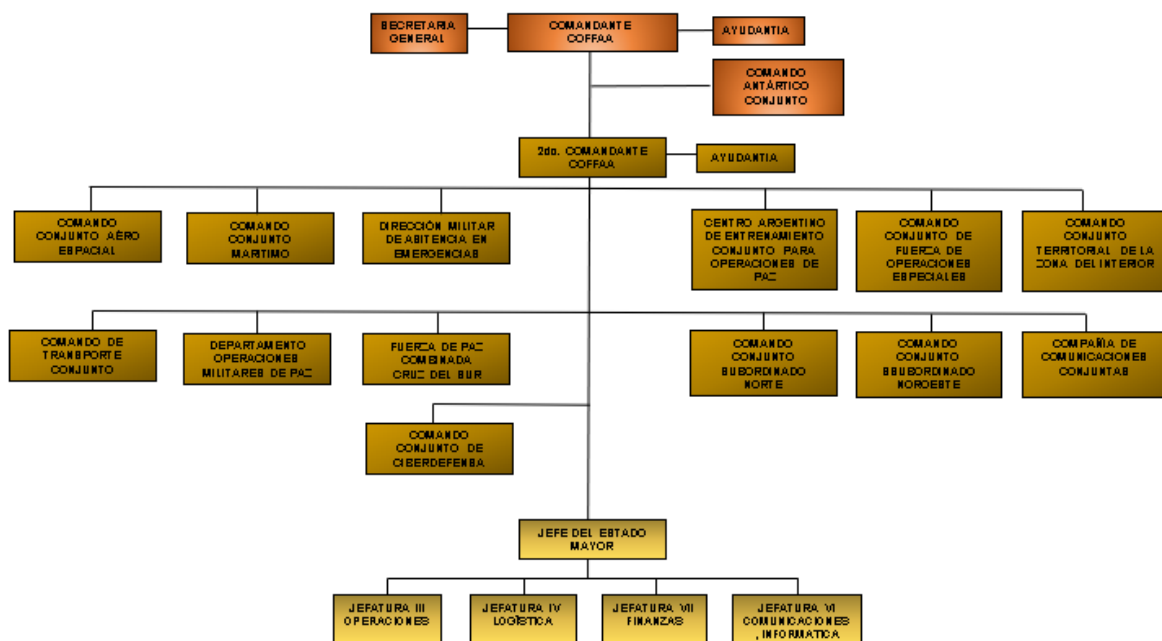 SECRETARIA
GENERAL
COMANDANTE
COFFAA
AYUDANTIA
COMANDO
ANTÁRTICO
CONJUNTO
2do. COMANDANTE
COFFAA
AYUDANTIA
COMANDO
CONJUNTO AÉRO
ESPACIAL
COMANDO
CONJUNTO
MARITIMO
DIRECCIÓN MILITAR
DE ASITENCIA EN
EMERGENCIAS
CENTRO ARGENTINO
DE ENTRENAMIENTO
CONJUNTO PARA
OPERACIONES DE
PAZ
COMANDO
CONJUNTO DE
FUERZA DE
OPERACIONES
ESPECIALES
COMANDO
CONJUNTO
TERRITORIAL DE LA
ZONA DEL INTERIOR
COMANDO DE
TRANSPORTE
CONJUNTO
DEPARTAMENTO
OPERACIONES
MILITARES DE PAZ
FUERZA DE PAZ
COMBINADA
CRUZ DEL SUR
COMANDO
CONJUNTO
SUBORDINADO
NORTE
COMANDO
CONJUNTO
SSUBORDINADO
NOROESTE
COMPAÑIA DE
COMUNICACIONES
CONJUNTAS
COMANDO
CONJUNTO DE
CIBERDEFENSA
JEFE DEL ESTADO
MAYOR
JEFATURA III
OPERACIONES
JEFATURA IV
LOGÍSTICA
JEFATURA VII
FINANZAS
JEFATURA VI
COMUNICACIONES
, INFORMATICA